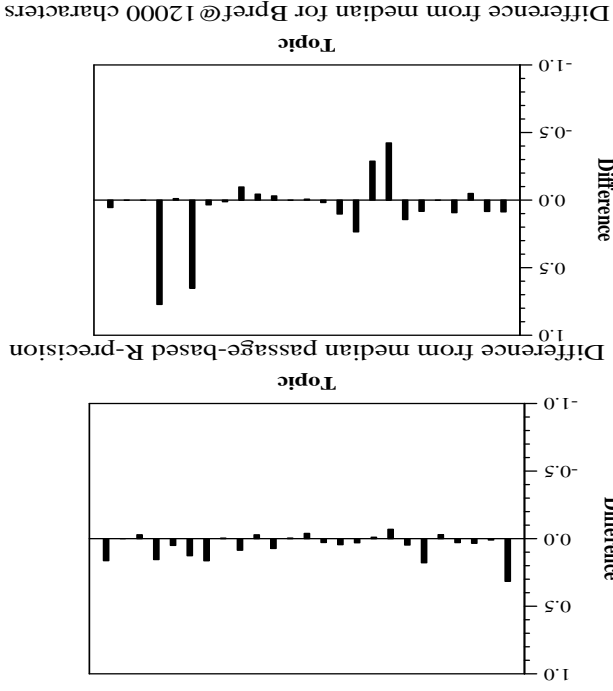 1.0
0.5
0.0
-0.5
-1.0
Difference
Topic
Difference from median passage-based R-precision
1.0
0.5
0.0
-0.5
-1.0
Difference
Topic
Difference from median for Bpref@12000 characters